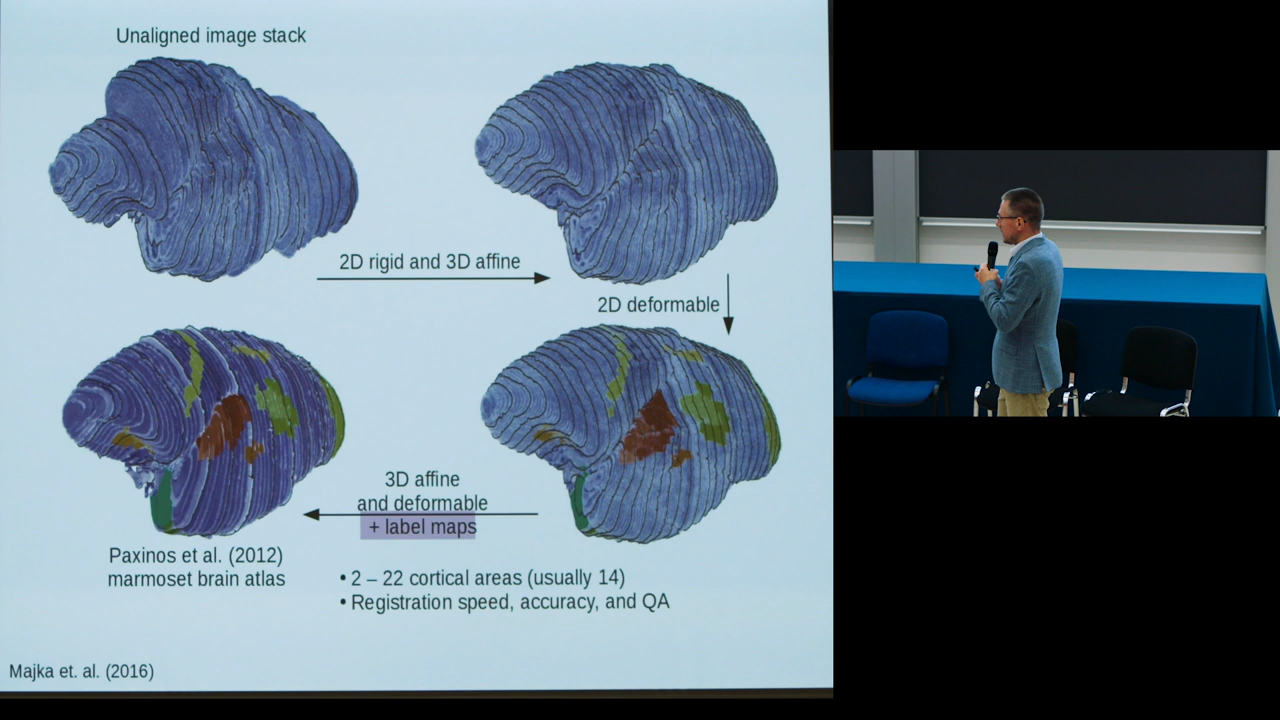 Unaligned image stack
2D rigid and 3D affine
2D deformable
3D affine
and deformable
+ label maps
Paxinos et al. (2012)
marmoset brain atlas
• 2 – 22 cortical areas (usually 14)
• Registration speed, accuracy, and QA
Majka et. al. (2016)